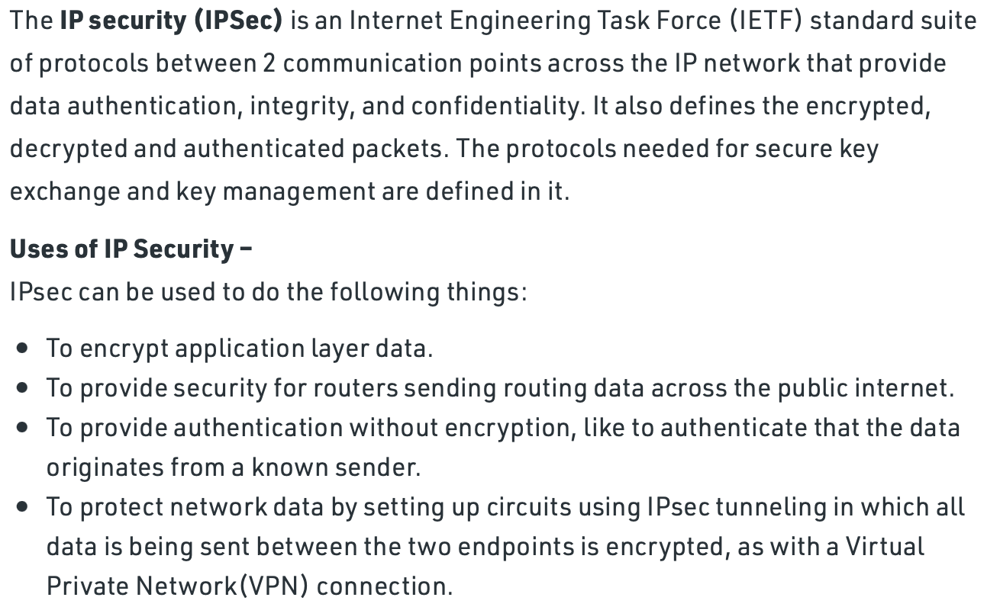 The IP security (IPSec) is an Internet Engineering Task Force (IETF) standard suite
of protocols between 2 communication points across the IP network that provide
data authentication, integrity, and confidentiality. It also defines the encrypted,
decrypted and authenticated packets. The protocols needed for secure key
exchange and key management are defined in it.
Uses of IP Security –
IPsec can be used to do the following things:
● To encrypt application layer data.
● To provide security for routers sending routing data across the public internet.
● To provide authentication without encryption, like to authenticate that the data
originates from a known sender.
● To protect network data by setting up circuits using IPsec tunneling in which all
data is being sent between the two endpoints is encrypted, as with a Virtual
Private Network(VPN) connection.